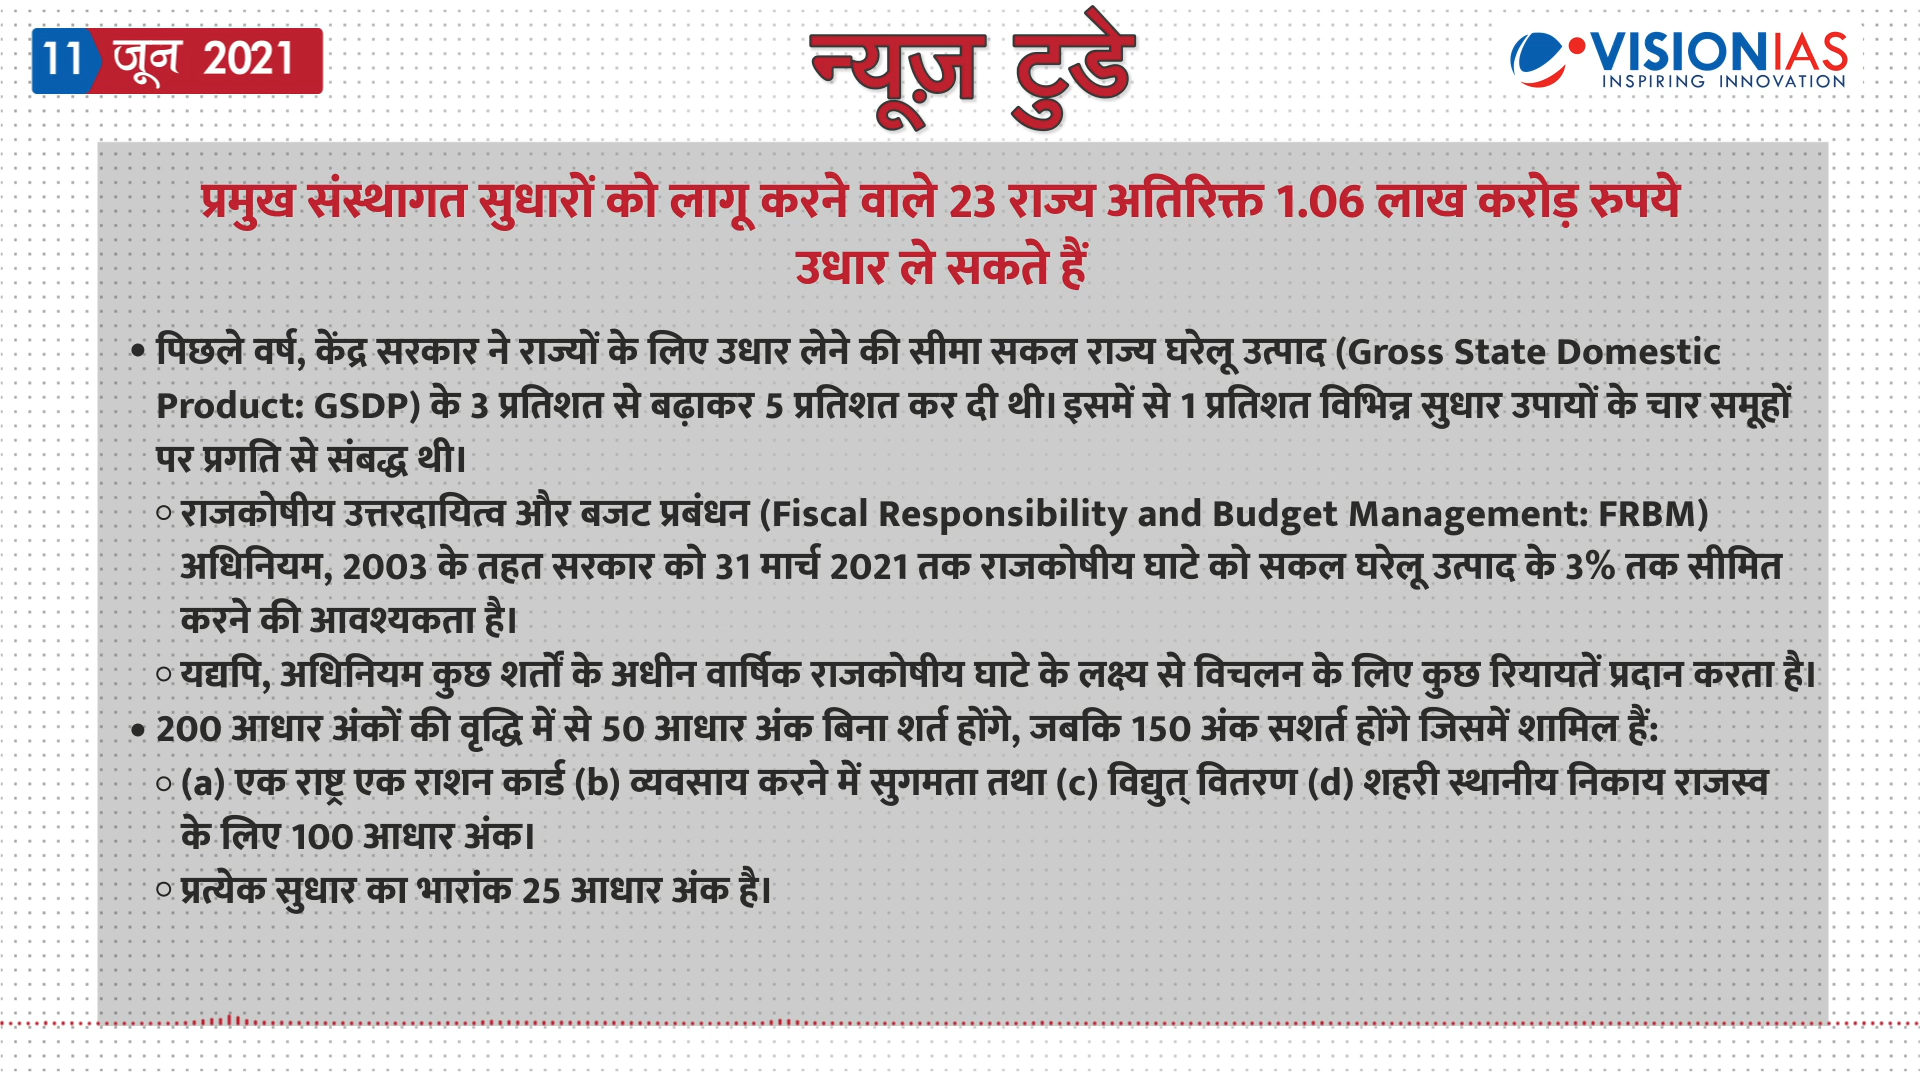 11 जून 2021
न्यूज़ टुडे
VISIONIAS
INSPIRING INNOVATION
प्रमुख संस्थागत सुधारों को लागू करने वाले 23 राज्य अतिरिक्त 1.06 लाख करोड़ रुपये
उधार ले सकते हैं
• पिछले वर्ष, केंद्र सरकार ने राज्यों के लिए उधार लेने की सीमा सकल राज्य घरेलू उत्पाद (Gross State Domestic
Product: GSDP) के 3 प्रतिशत से बढ़ाकर 5 प्रतिशत कर दी थी। इसमें से 1 प्रतिशत विभिन्न सुधार उपायों के चार समूहों
पर प्रगति से संबद्ध थी।
○ राजकोषीय उत्तरदायित्व और बजट प्रबंधन (Fiscal Responsibility and Budget Management: FRBM)
अधिनियम, 2003 के तहत सरकार को 31 मार्च 2021 तक राजकोषीय घाटे को सकल घरेलू उत्पाद के 3% तक सीमित
करने की आवश्यकता है।
○ यद्यपि, अधिनियम कुछ शर्तों के अधीन वार्षिक राजकोषीय घाटे के लक्ष्य से विचलन के लिए कुछ रियायतें प्रदान करता है।
• 200 आधार अंकों की वृद्धि में से 50 आधार अंक बिना शर्त होंगे, जबकि 150 अंक सशर्त होंगे जिसमें शामिल हैं:
○ (a) एक राष्ट्र एक राशन कार्ड (b) व्यवसाय करने में सुगमता तथा (c) विद्युत् वितरण (d) शहरी स्थानीय निकाय राजस्व
के लिए 100 आधार अंक।
○ प्रत्येक सुधार का भारांक 25 आधार अंक है।